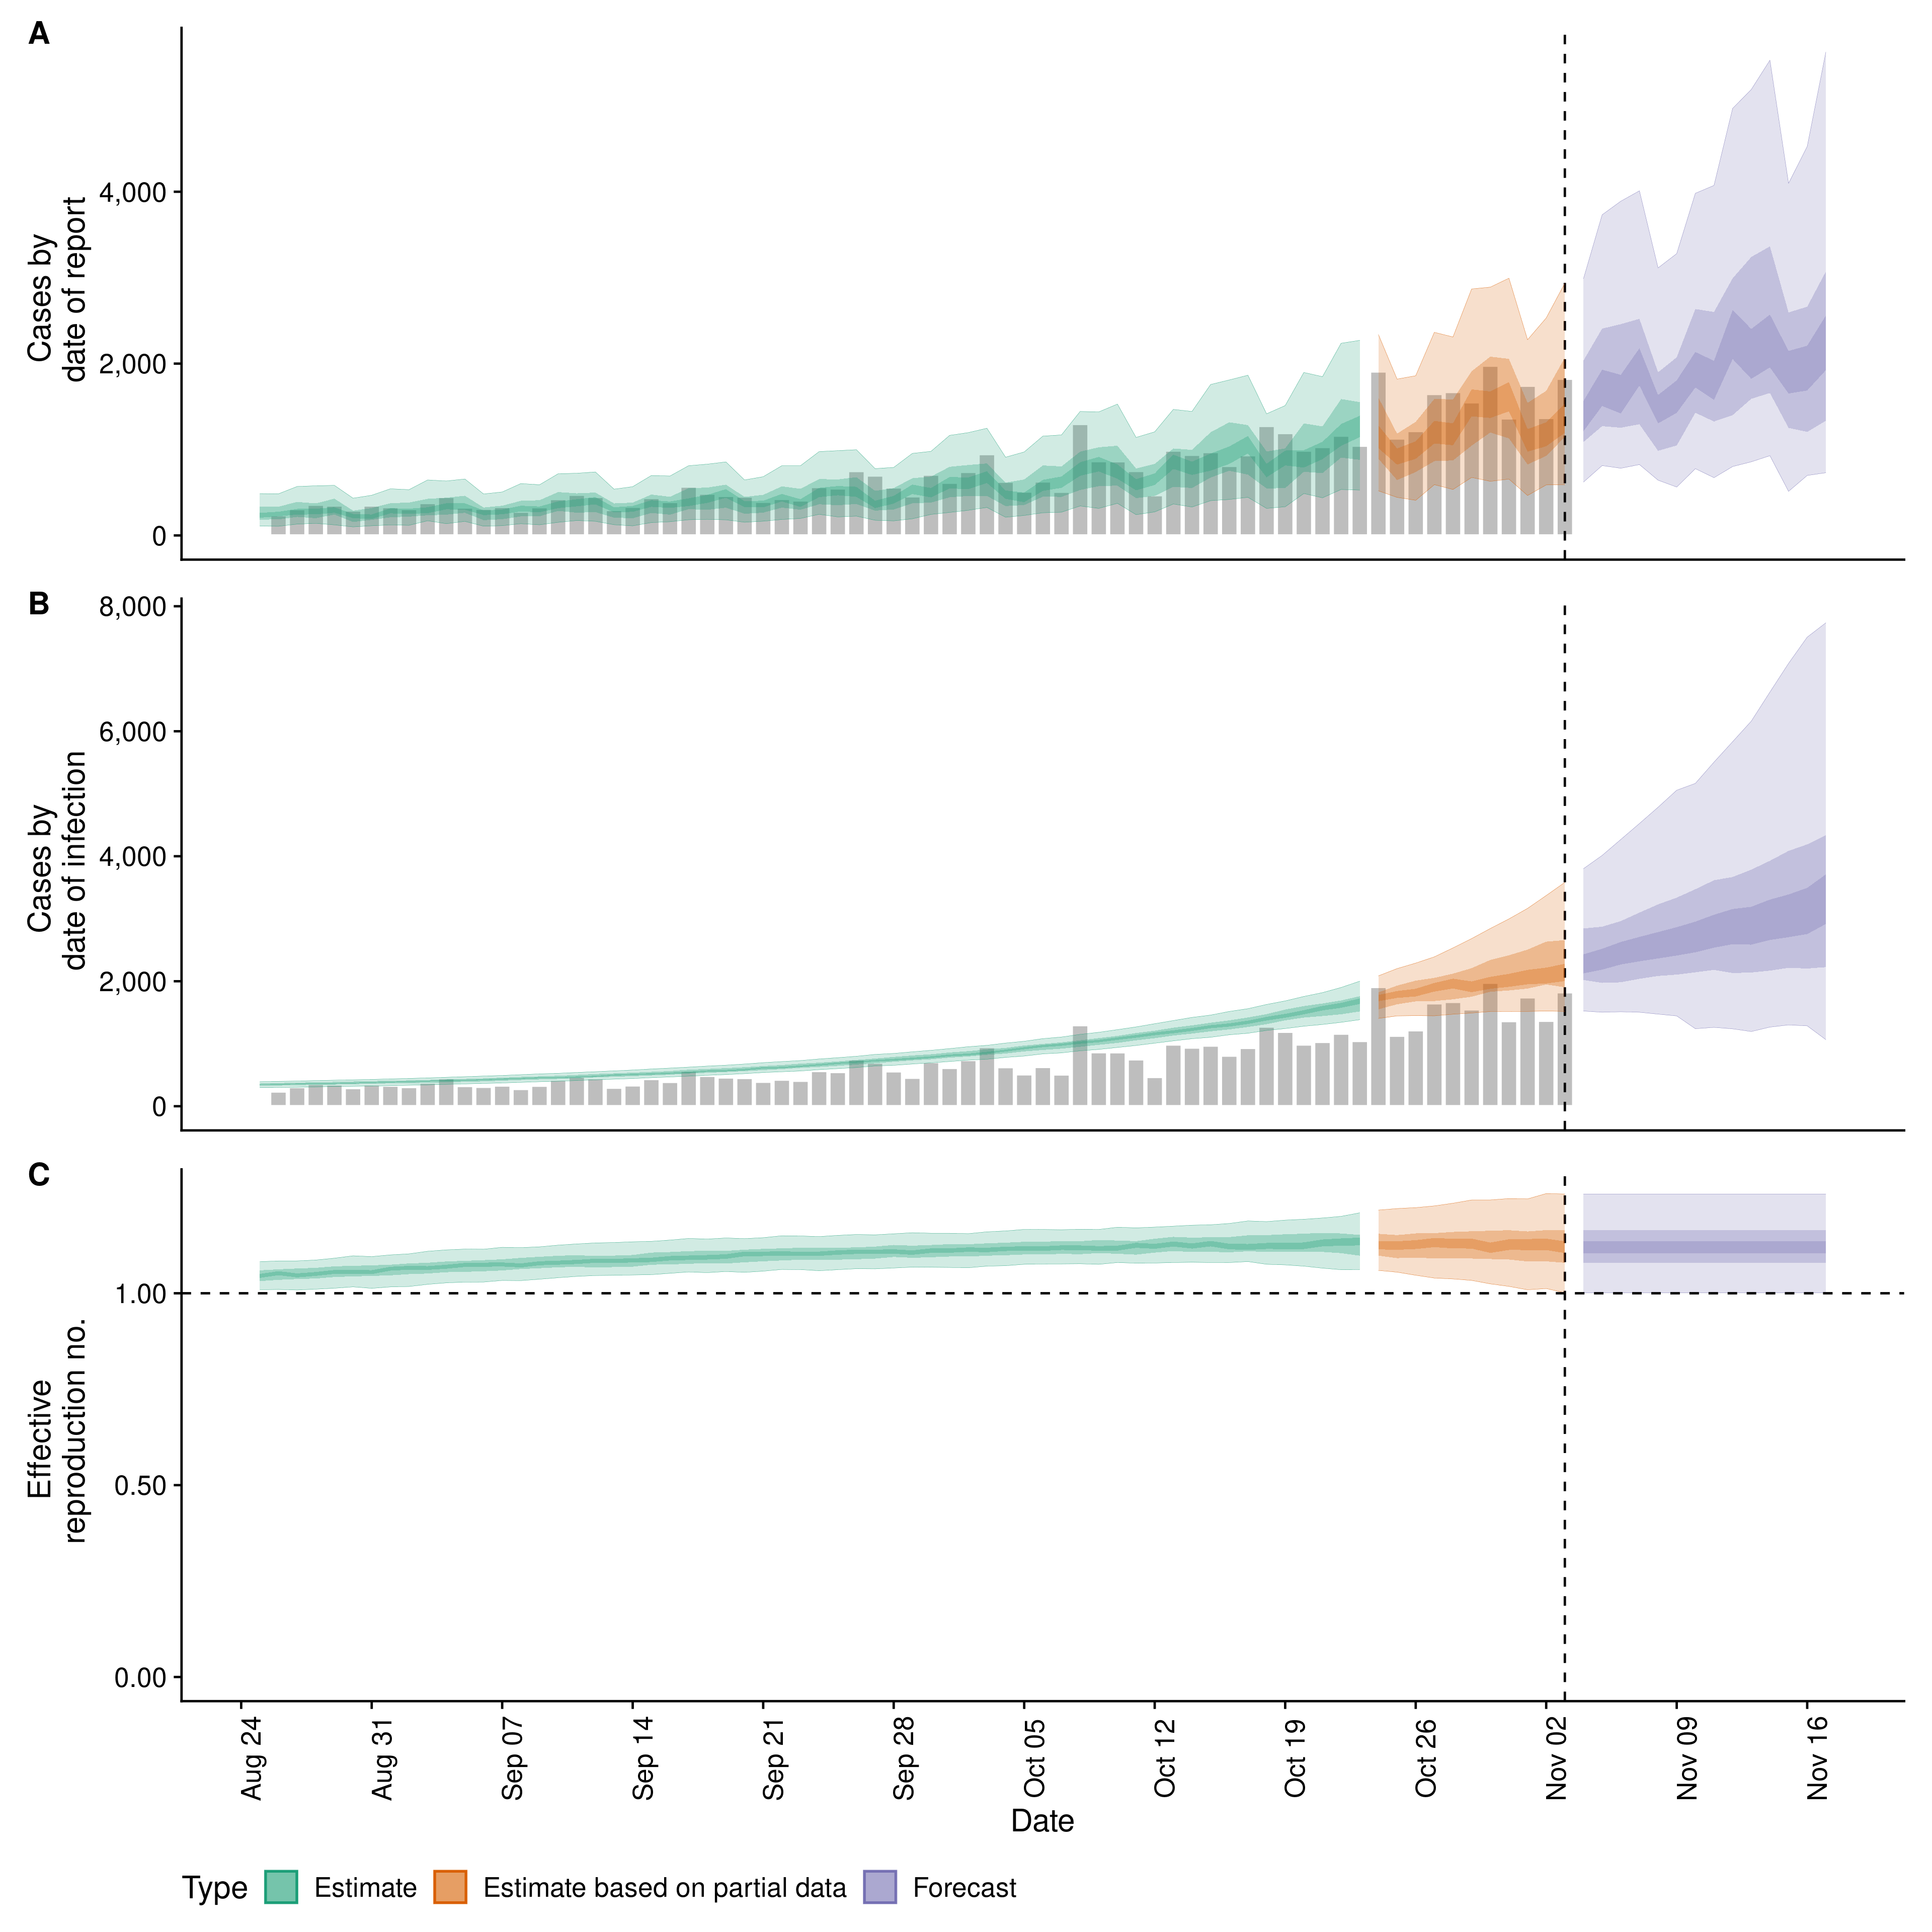 A
Cases by
date of report
4,000
2,000
0
B
Cases by
date of infection
8,000
6,000
4,000
2,000
0
C
Effective
reproduction no.
1.00
0.50
0.00
Aug 24
Aug 31
Sep 07
Sep 14
Sep 21
Sep 28
Oct 05
Oct 12
Oct 19
Oct 26
Nov 02
Nov 09
Nov 16
Date
Type Estimate Estimate based on partial data Forecast